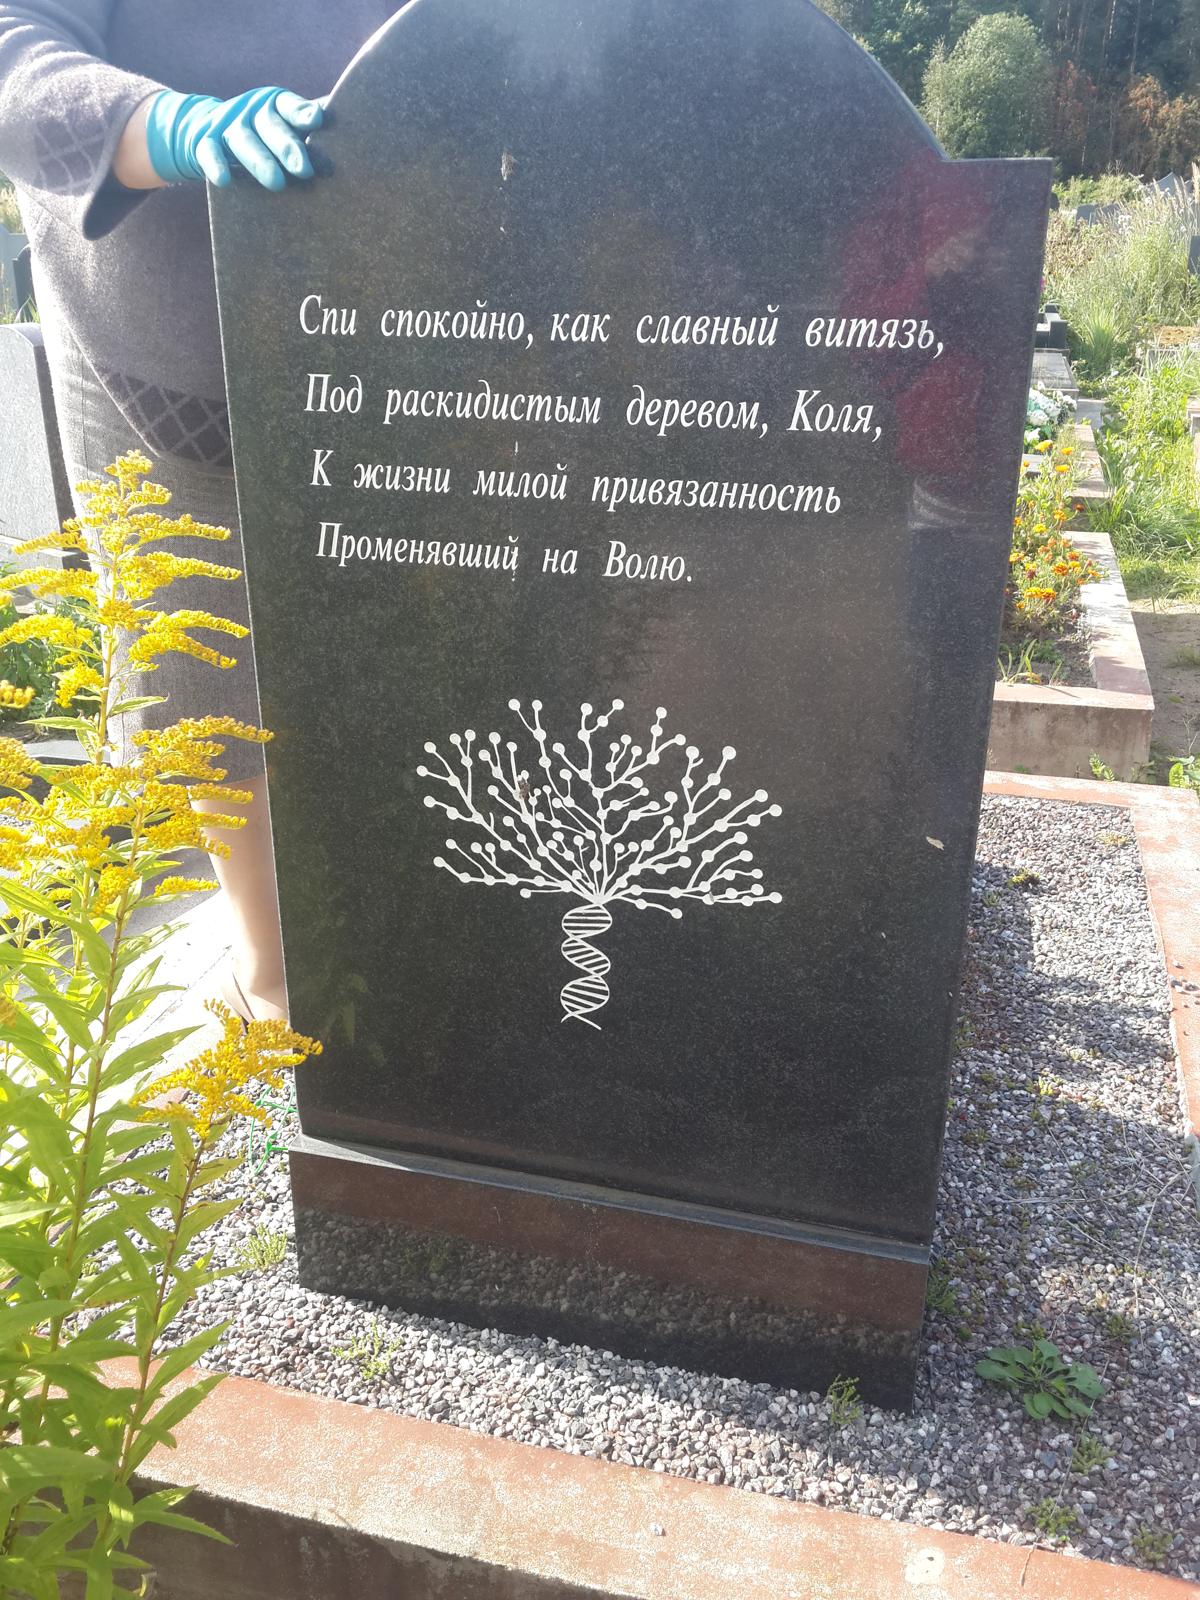 Спи спокойно, как славный витязь,
Под раскидистым деревом, Коля,
К жизни милой привязанность
Променявший на Волю.